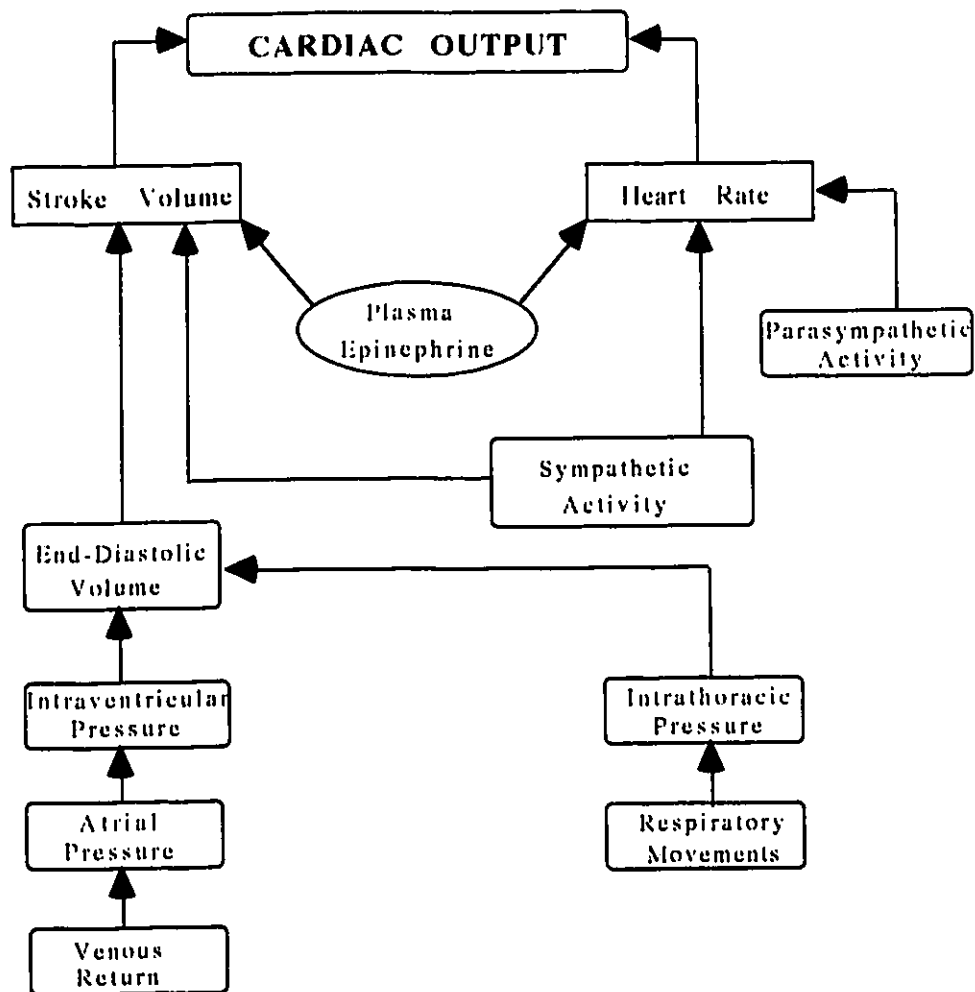 CARDIAC OUTPUT
Stroke Volume
Heart Rate
Plasma
Epinephrine
Parasympathetic
Activity
Sympathetic
Activity
End-Diastolic
Volume
Intraventricular
Pressure
Intrathoracic
Pressure
Atrial
Pressure
Respiratory
Movements
Venous
Return